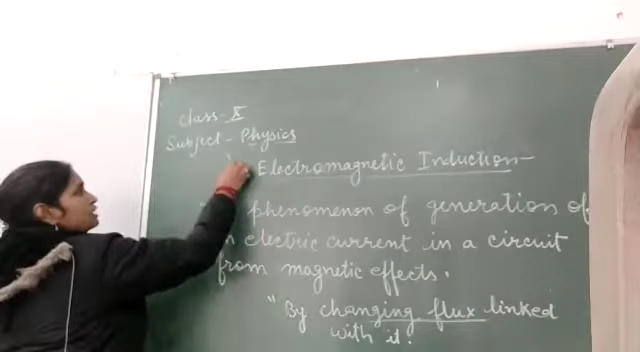 Class - X
Subject - Physics
Electromagnetic Induction
phenomenon of generation of
electric current in a circuit
from magnetic effects.
"By changing flux linked
with it.